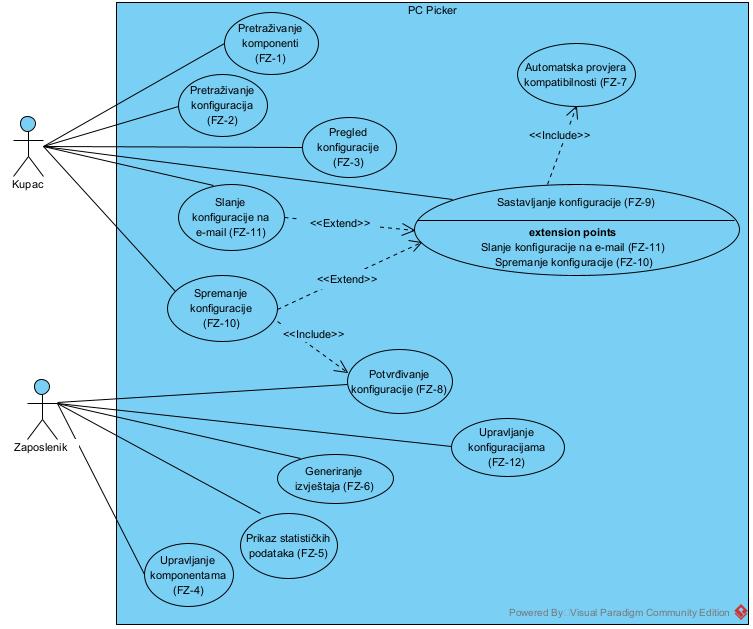 PC Picker
Pretraživanje
komponenti
(FZ-1)
Automatska provjera
kompatibilnosti (FZ-7
Pretraživanje
konfiguracija
(FZ-2)
Pregled
konfiguracije
(FZ-3)
<<Include>>
Kupac
Slanje
konfiguracije na
e-mail (FZ-11)
<<Extend>>
Sastavljanje konfiguracije (FZ-9)
extension points
Slanje konfiguracije na e-mail (FZ-11)
Spremanje konfiguracije (FZ-10)
<<Extend>>
Spremanje
konfiguracije
(FZ-10)
<<Include>>
Potvrđivanje
konfiguracije (FZ-8)
Zaposlenik
Upravljanje
konfiguracijama
(FZ-12)
Generiranje
izvještaja (FZ-6)
Prikaz statističkih
podataka (FZ-5)
Upravljanje
komponentama
(FZ-4)
Powered By Visual Paradigm Community Edition